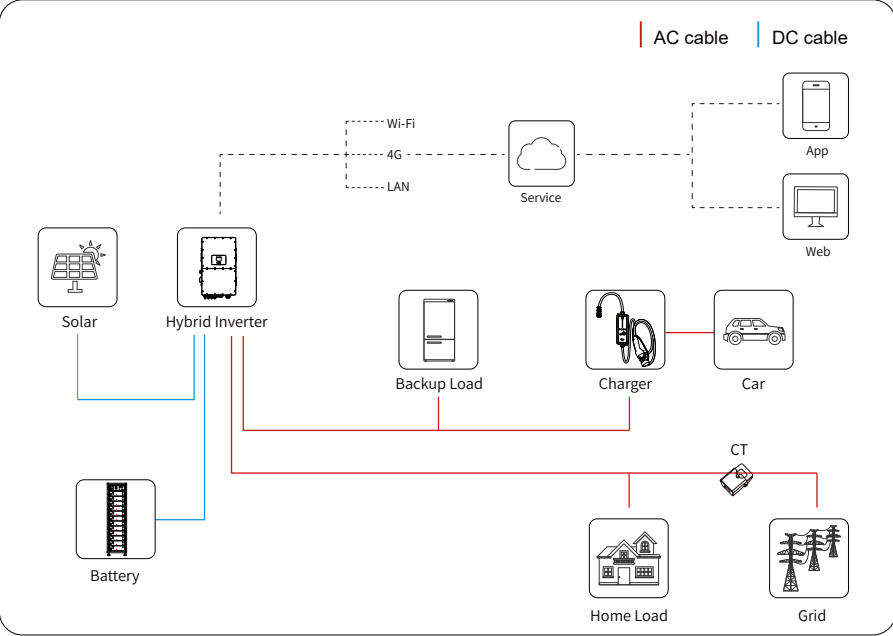 AC cable
DC cable
Wi-Fi
4G
LAN
Service
App
Web
Solar
Hybrid Inverter
Backup Load
Charger
Car
CT
Battery
Home Load
Grid